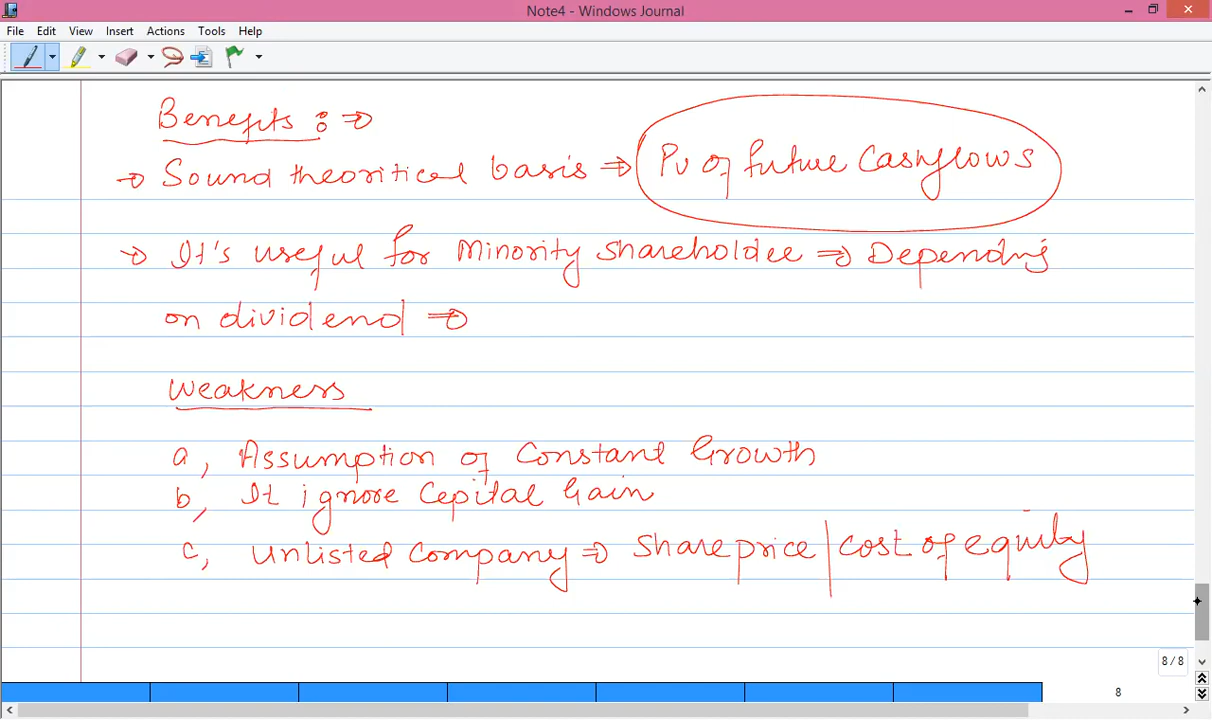 Note4 - Windows Journal
File Edit View Insert Actions Tools Help
Benefits : ⇒
→ Sound theoritical basis ⇒ PV of future Cashflows
→ It's useful for Minority Shareholdee ⇒ Depending
on dividend ⇒
Weakness
a, Assumption of Constant Growth
b, It ignore Cepital Gain
c, Unlisted Company ⇒ Share price | cost of equity
8 / 8
8